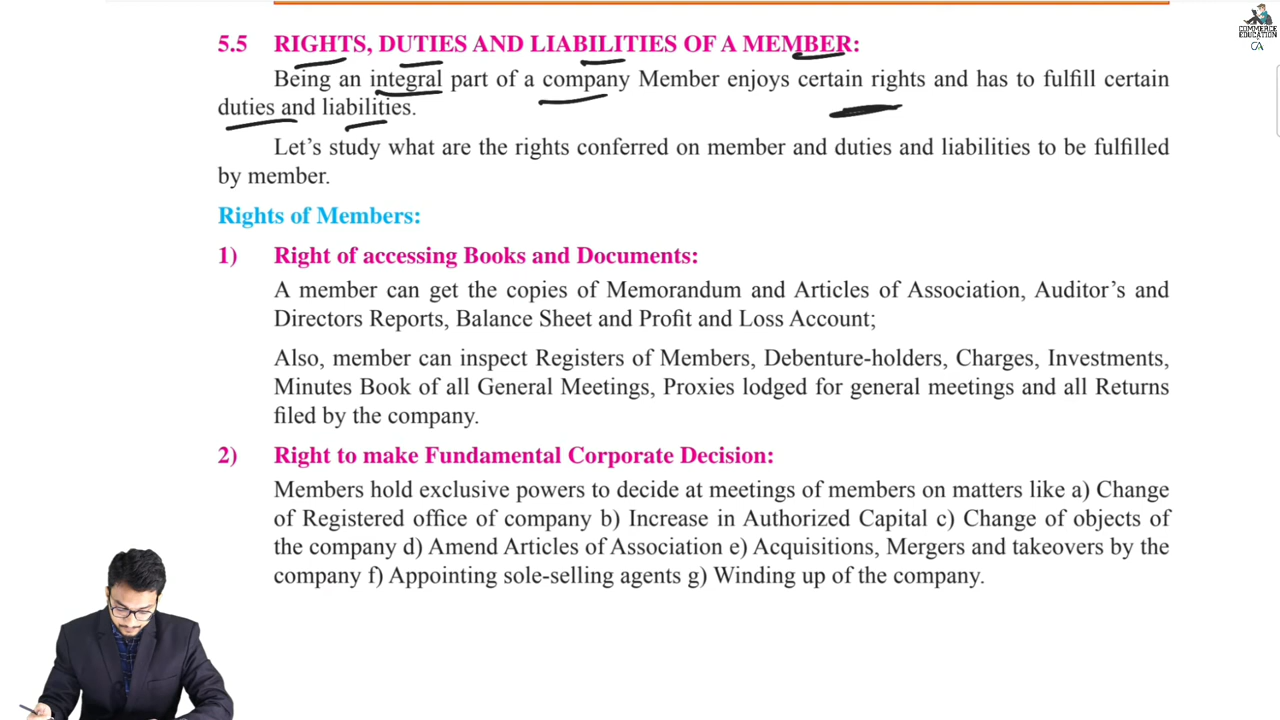 COMMERCE
EDUCATION
CA
5.5 RIGHTS, DUTIES AND LIABILITIES OF A MEMBER:
Being an integral part of a company Member enjoys certain rights and has to fulfill certain
duties and liabilities.
Let’s study what are the rights conferred on member and duties and liabilities to be fulfilled
by member.
Rights of Members:
1) Right of accessing Books and Documents:
A member can get the copies of Memorandum and Articles of Association, Auditor’s and
Directors Reports, Balance Sheet and Profit and Loss Account;
Also, member can inspect Registers of Members, Debenture-holders, Charges, Investments,
Minutes Book of all General Meetings, Proxies lodged for general meetings and all Returns
filed by the company.
2) Right to make Fundamental Corporate Decision:
Members hold exclusive powers to decide at meetings of members on matters like a) Change
of Registered office of company b) Increase in Authorized Capital c) Change of objects of
the company d) Amend Articles of Association e) Acquisitions, Mergers and takeovers by the
company f) Appointing sole-selling agents g) Winding up of the company.